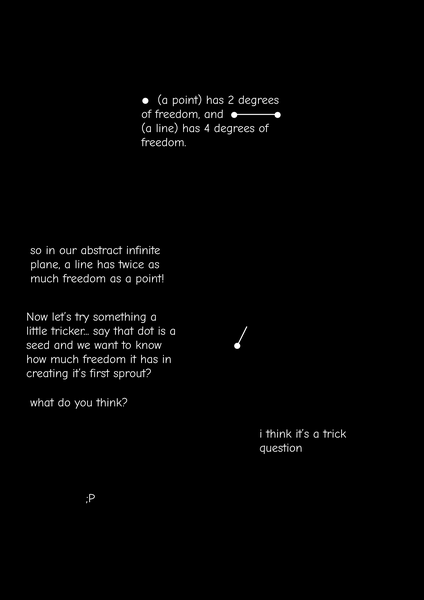 (a point) has 2 degrees
of freedom, and
(a line) has 4 degrees of
freedom.
so in our abstract infinite
plane, a line has twice as
much freedom as a point!
Now let's try something a
little tricker... say that dot is a
seed and we want to know
how much freedom it has in
creating it's first sprout?
what do you think?
i think it's a trick
question
;P